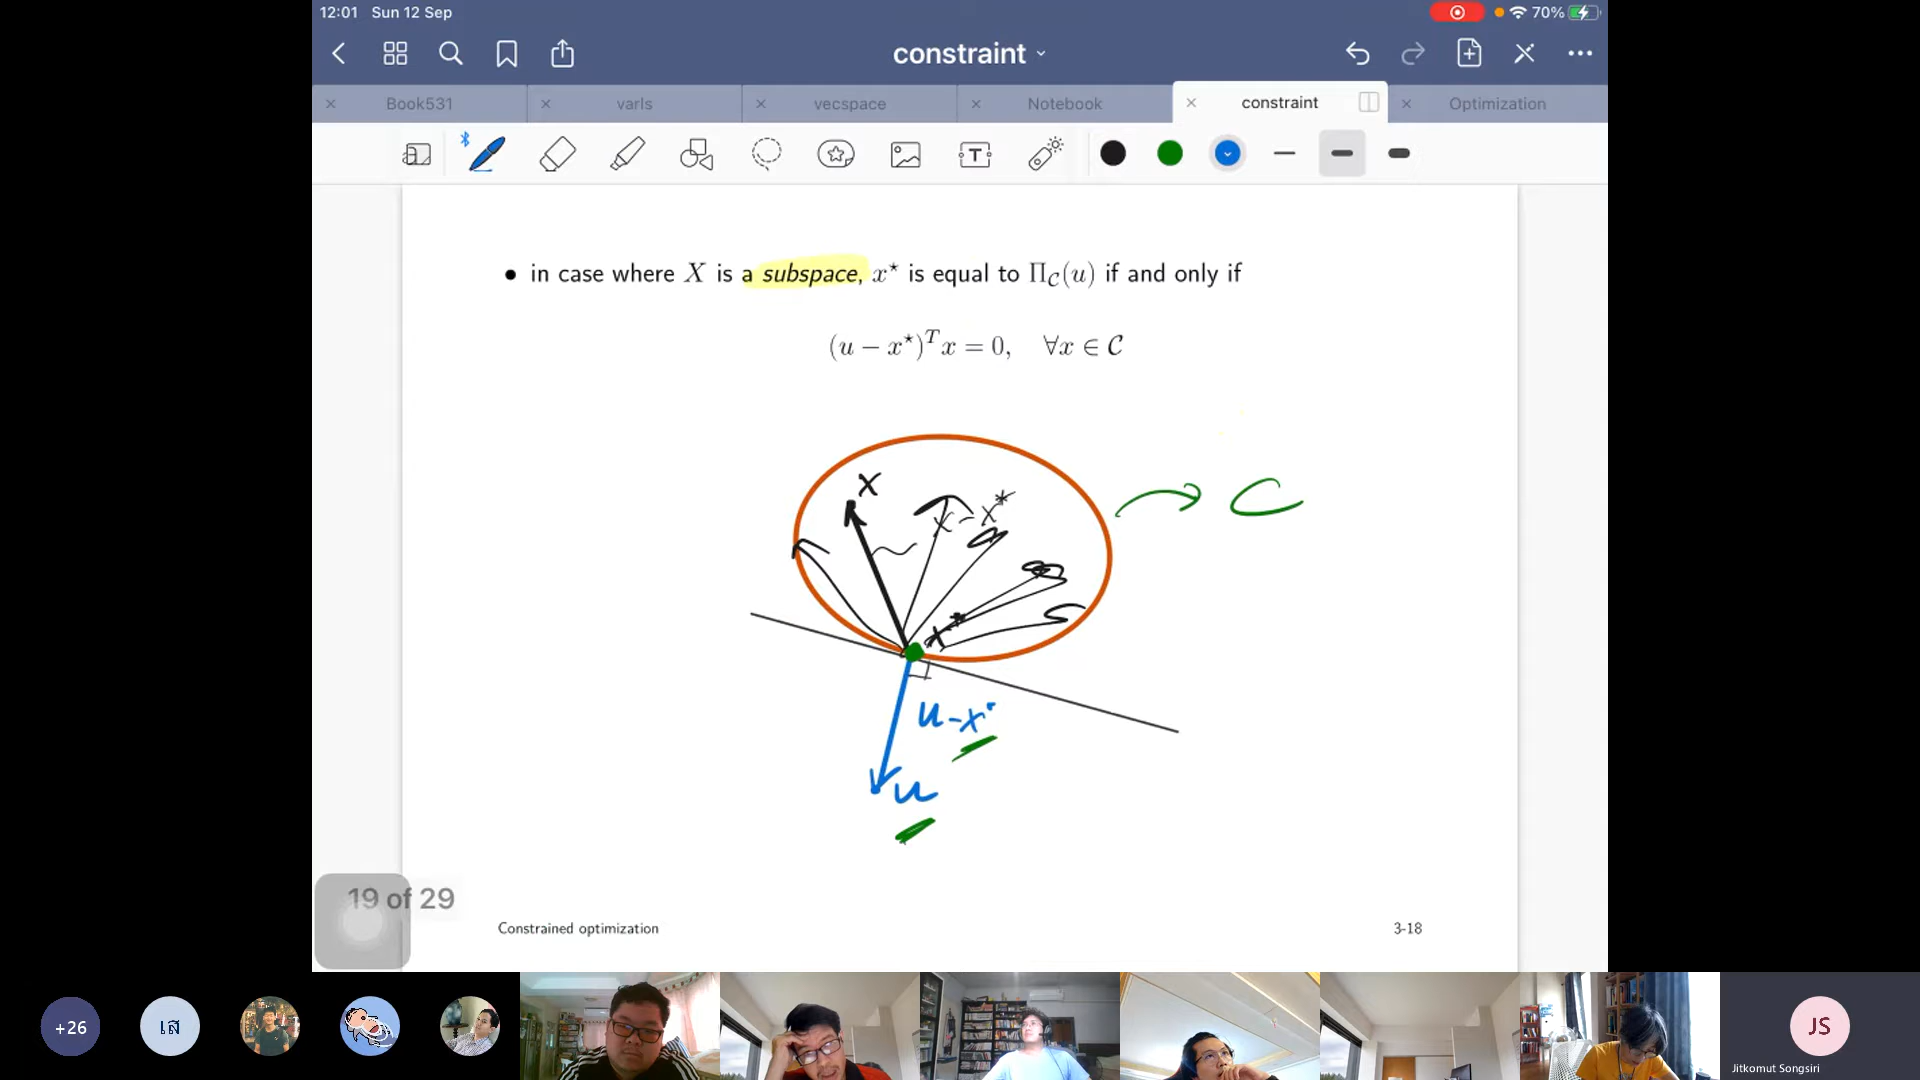 12:01 Sun 12 Sep
70%
constraint
Book531
varls
vecspace
Notebook
constraint
Optimization
• in case where X is a subspace, x⋆ is equal to Π_C(u) if and only if
(u − x⋆)^T x = 0, ∀x ∈ C
x
x - x*
C
x*
u - x*
u
19 of 29
Constrained optimization
3-18
+26
เส
JS
Jitkomut Songsiri